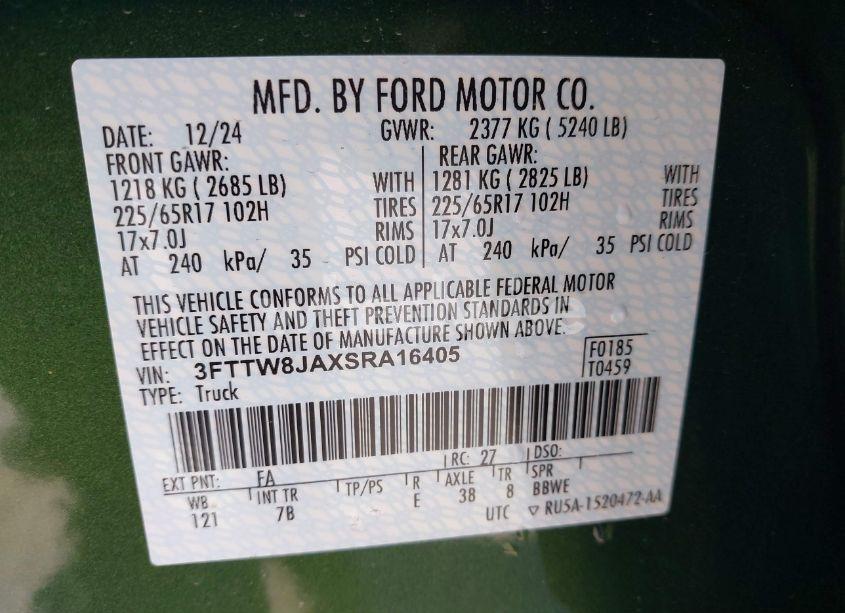 MFD. BY FORD MOTOR CO.
DATE: 12/24 GVWR: 2377 KG ( 5240 LB)
FRONT GAWR: REAR GAWR:
1218 KG ( 2685 LB) WITH 1281 KG ( 2825 LB) WITH
225/65R17 102H TIRES 225/65R17 102H TIRES
17x7.0J RIMS 17x7.0J RIMS
AT 240 kPa/ 35 PSI COLD AT 240 kPa/ 35 PSI COLD
THIS VEHICLE CONFORMS TO ALL APPLICABLE FEDERAL MOTOR
VEHICLE SAFETY AND THEFT PREVENTION STANDARDS IN
EFFECT ON THE DATE OF MANUFACTURE SHOWN ABOVE.
VIN: 3FTTW8JAXSRA16405 F0185
TYPE: Truck T0459
EXT PNT: FA RC: 27 DSO:
WB INT TR TP/PS R AXLE TR SPR
121 7B E 38 8 BBWE
UTC ▽ RU5A-1520472-AA